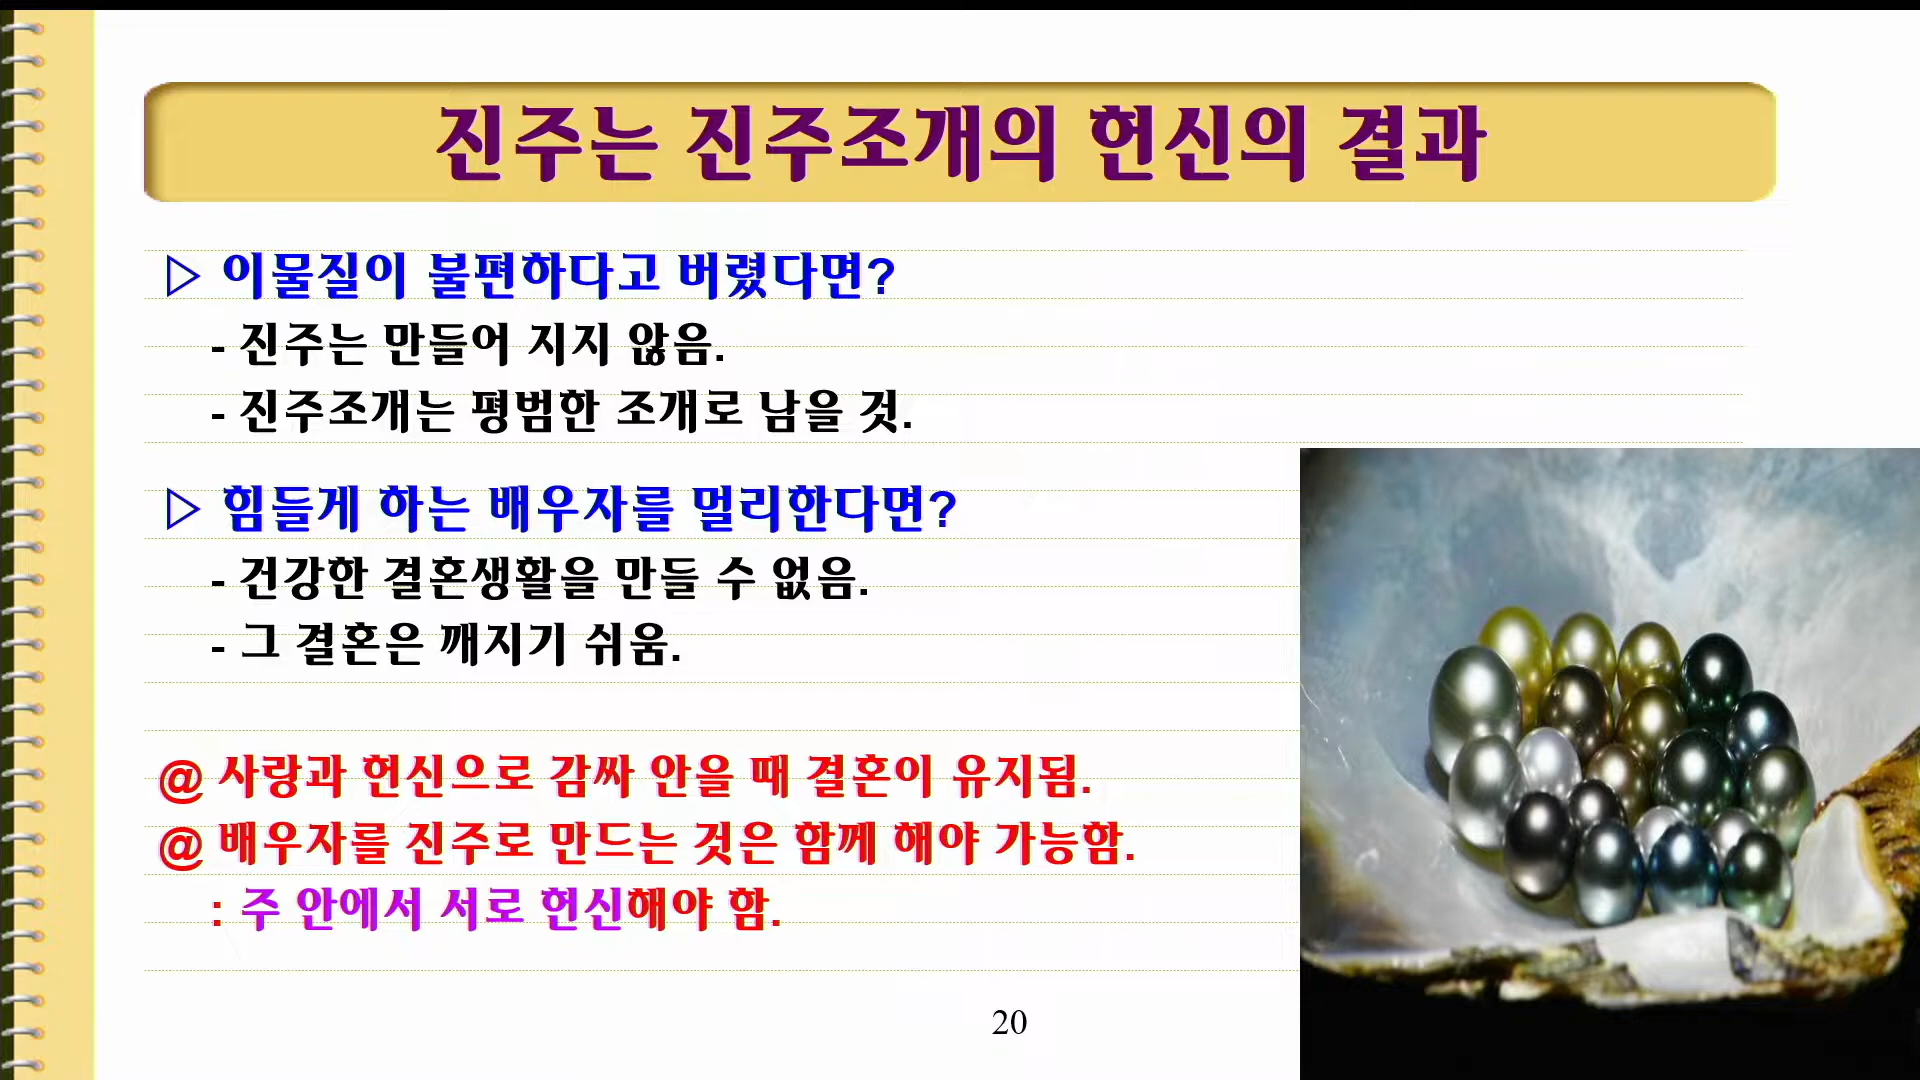 진주는 진주조개의 헌신의 결과
▷ 이물질이 불편하다고 버렸다면?
- 진주는 만들어 지지 않음.
- 진주조개는 평범한 조개로 남을 것.
▷ 힘들게 하는 배우자를 멀리한다면?
- 건강한 결혼생활을 만들 수 없음.
- 그 결혼은 깨지기 쉬움.
@ 사랑과 헌신으로 감싸 안을 때 결혼이 유지됨.
@ 배우자를 진주로 만드는 것은 함께 해야 가능함.
: 주 안에서 서로 헌신해야 함.
20